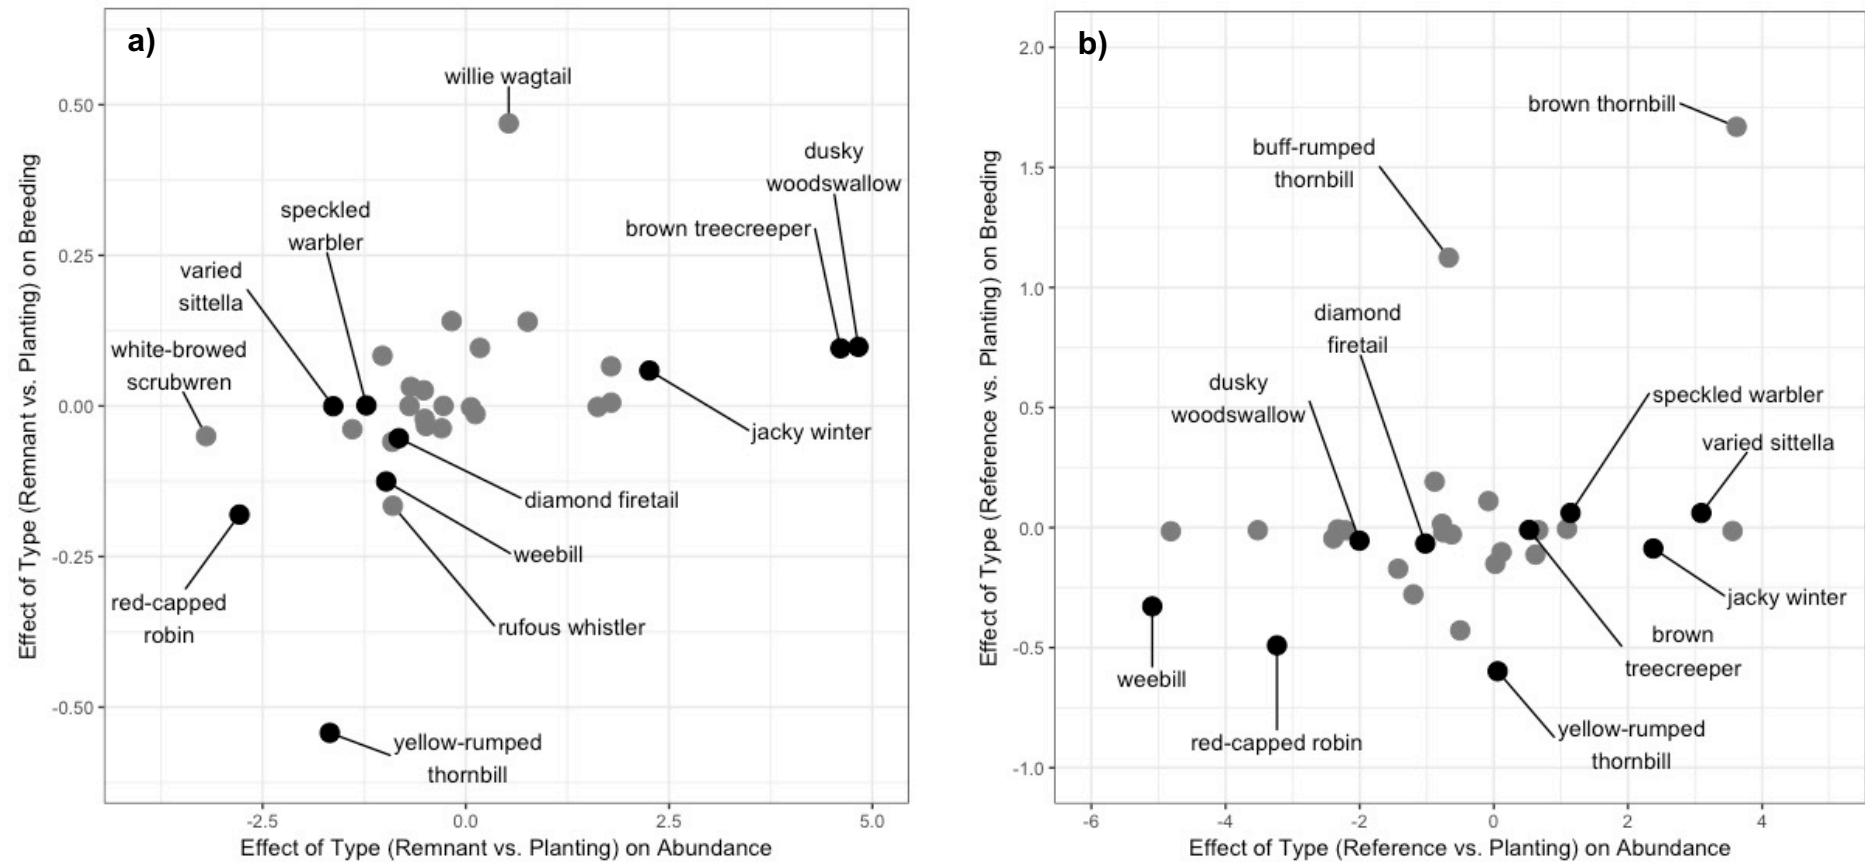 a)
willie wagtail
dusky
woodswallow
brown treecreeper
speckled
warbler
varied
sittella
white-browed
scrubwren
jacky winter
diamond firetail
weebill
rufous whistler
red-capped
robin
yellow-rumped
thornbill
0.50
0.25
0.00
-0.25
-0.50
-2.5
0.0
2.5
5.0
Effect of Type (Remnant vs. Planting) on Breeding
Effect of Type (Remnant vs. Planting) on Abundance
b)
brown thornbill
buff-rumped
thornbill
diamond
firetail
dusky
woodswallow
speckled warbler
varied sittella
jacky winter
brown
treecreeper
weebill
red-capped robin
yellow-rumped
thornbill
2.0
1.5
1.0
0.5
0.0
-0.5
-1.0
-6
-4
-2
0
2
4
Effect of Type (Reference vs. Planting) on Breeding
Effect of Type (Reference vs. Planting) on Abundance